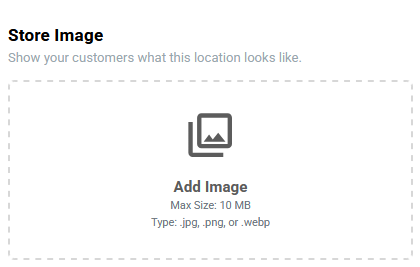 Store Image
Show your customers what this location looks like.
Add Image
Max Size: 10 MB
Type: .jpg, .png, or .webp